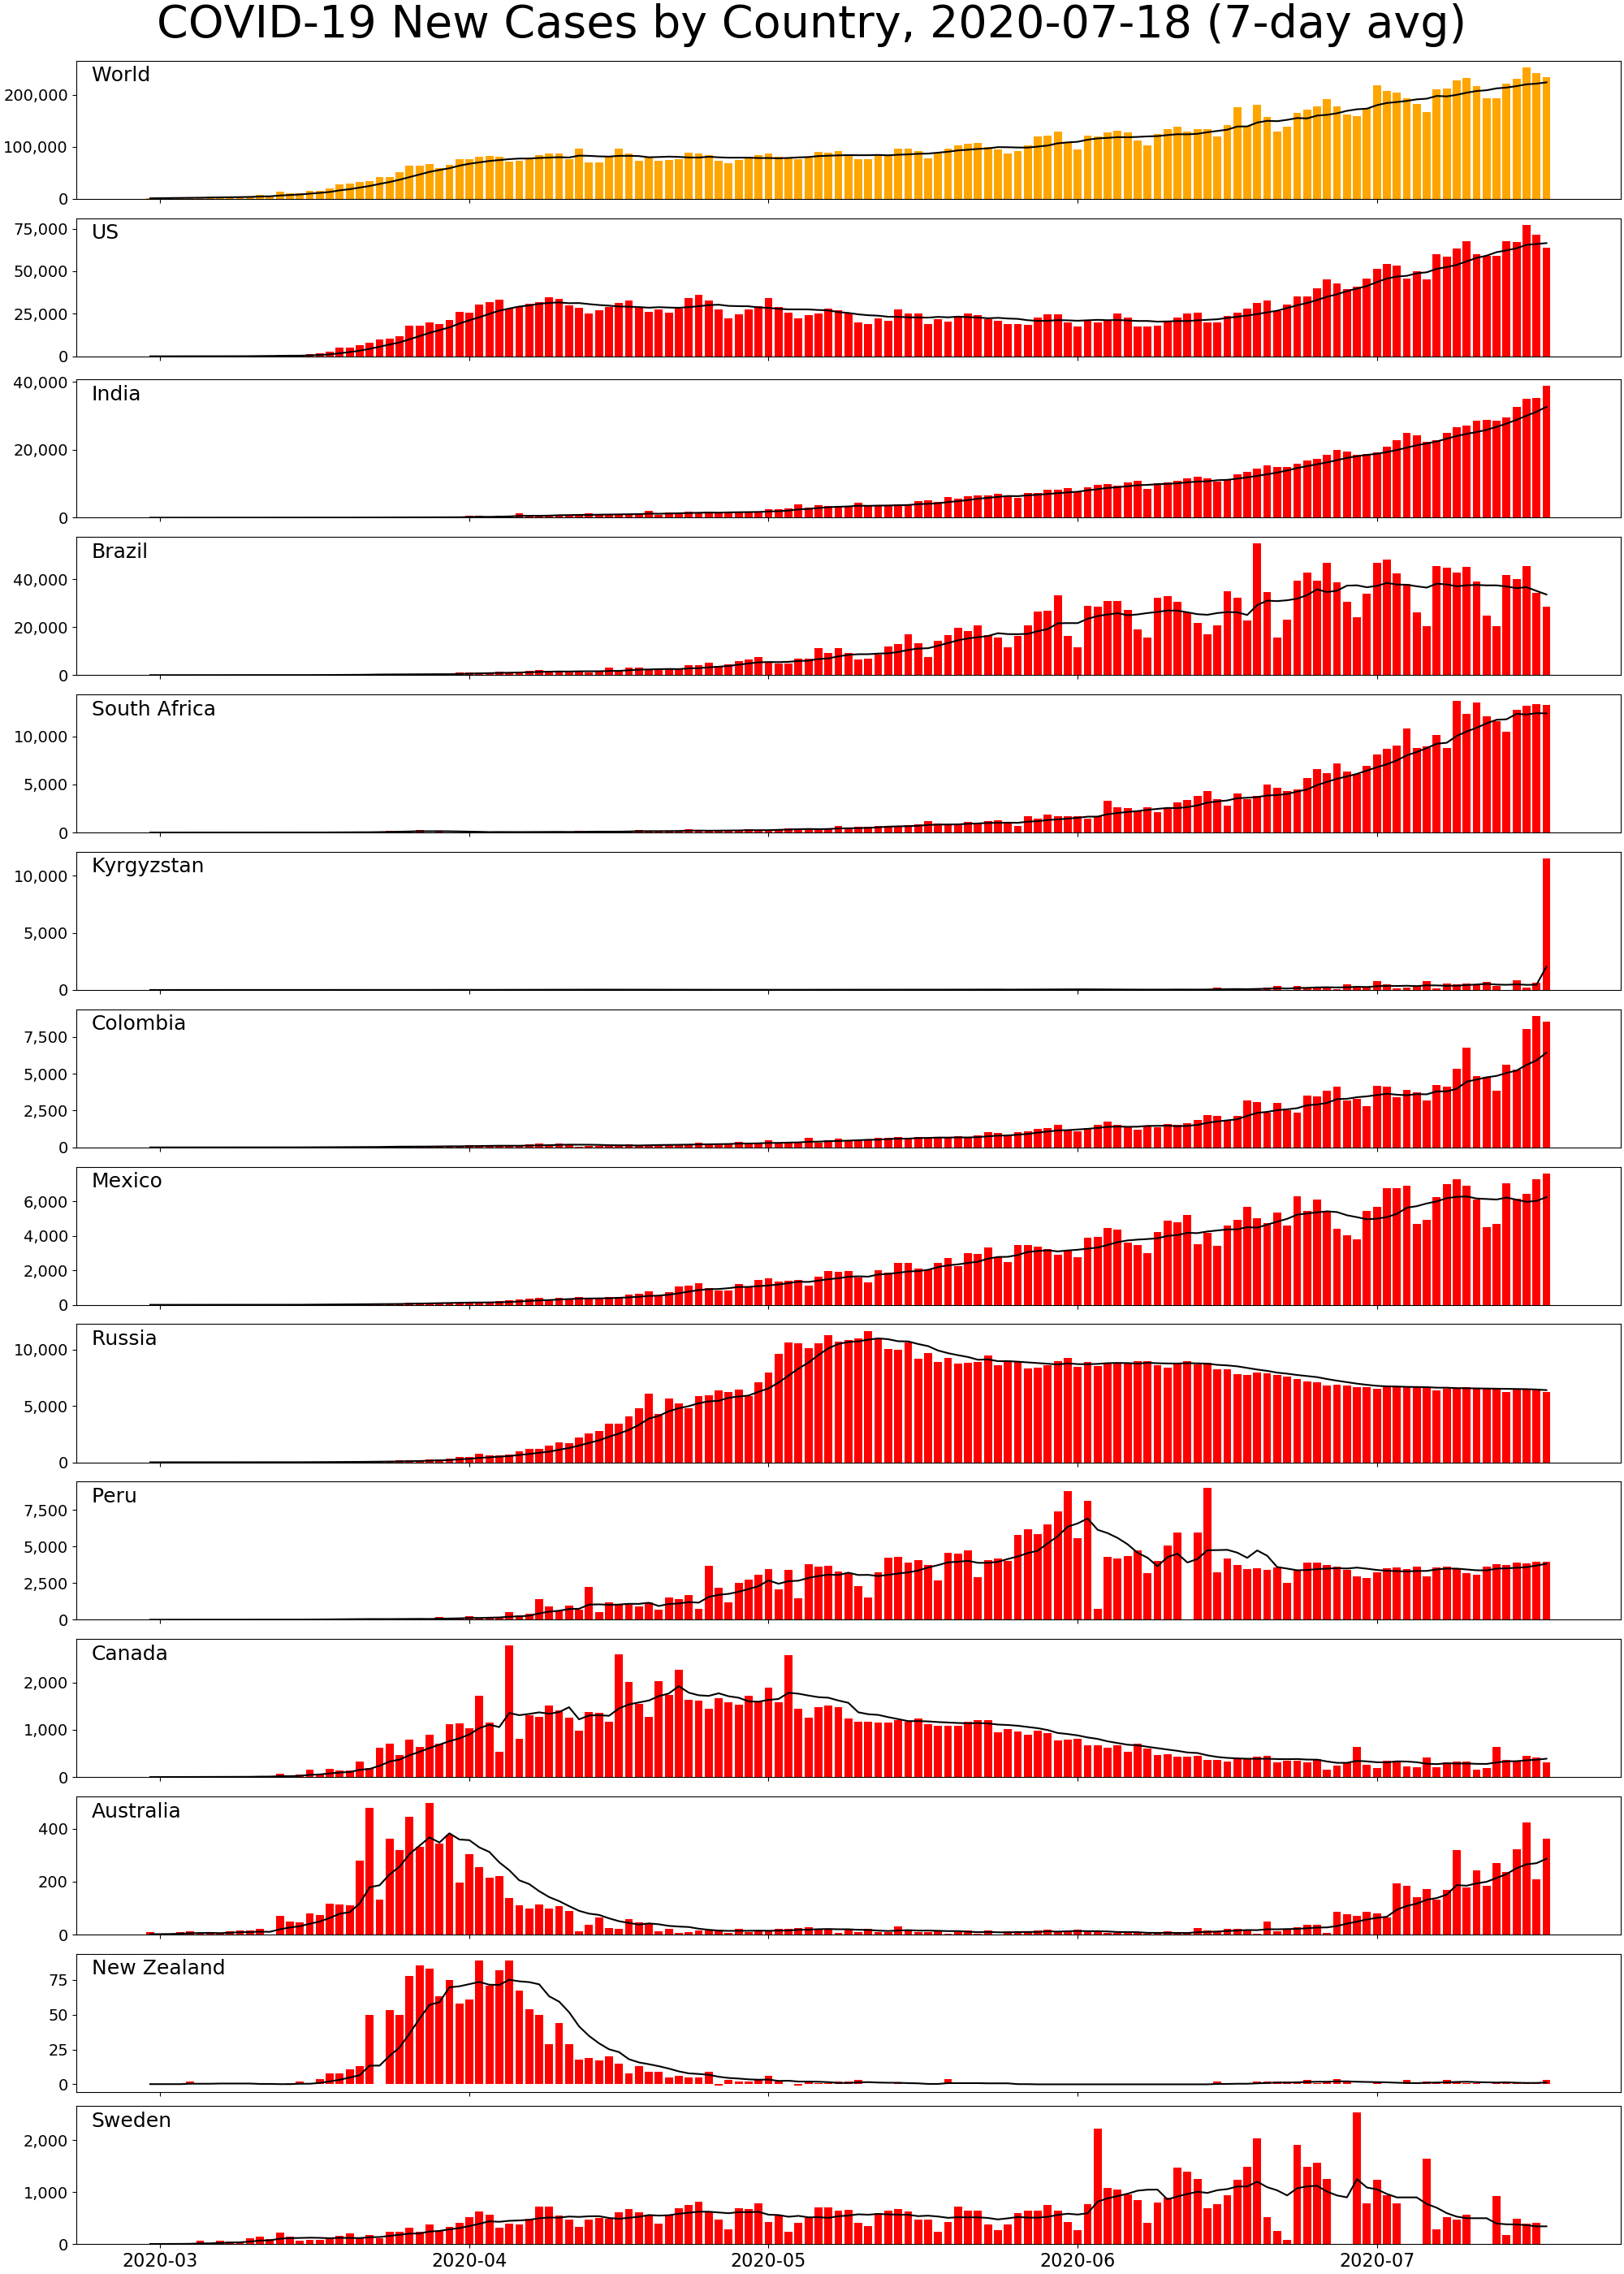 COVID-19 New Cases by Country, 2020-07-18 (7-day avg)
World
200,000
100,000
0
US
75,000
50,000
25,000
0
India
40,000
20,000
0
Brazil
40,000
20,000
0
South Africa
10,000
5,000
0
Kyrgyzstan
10,000
5,000
0
Colombia
7,500
5,000
2,500
0
Mexico
6,000
4,000
2,000
0
Russia
10,000
5,000
0
Peru
7,500
5,000
2,500
0
Canada
2,000
1,000
0
Australia
400
200
0
New Zealand
75
50
25
0
Sweden
2,000
1,000
0
2020-03 2020-04 2020-05 2020-06 2020-07